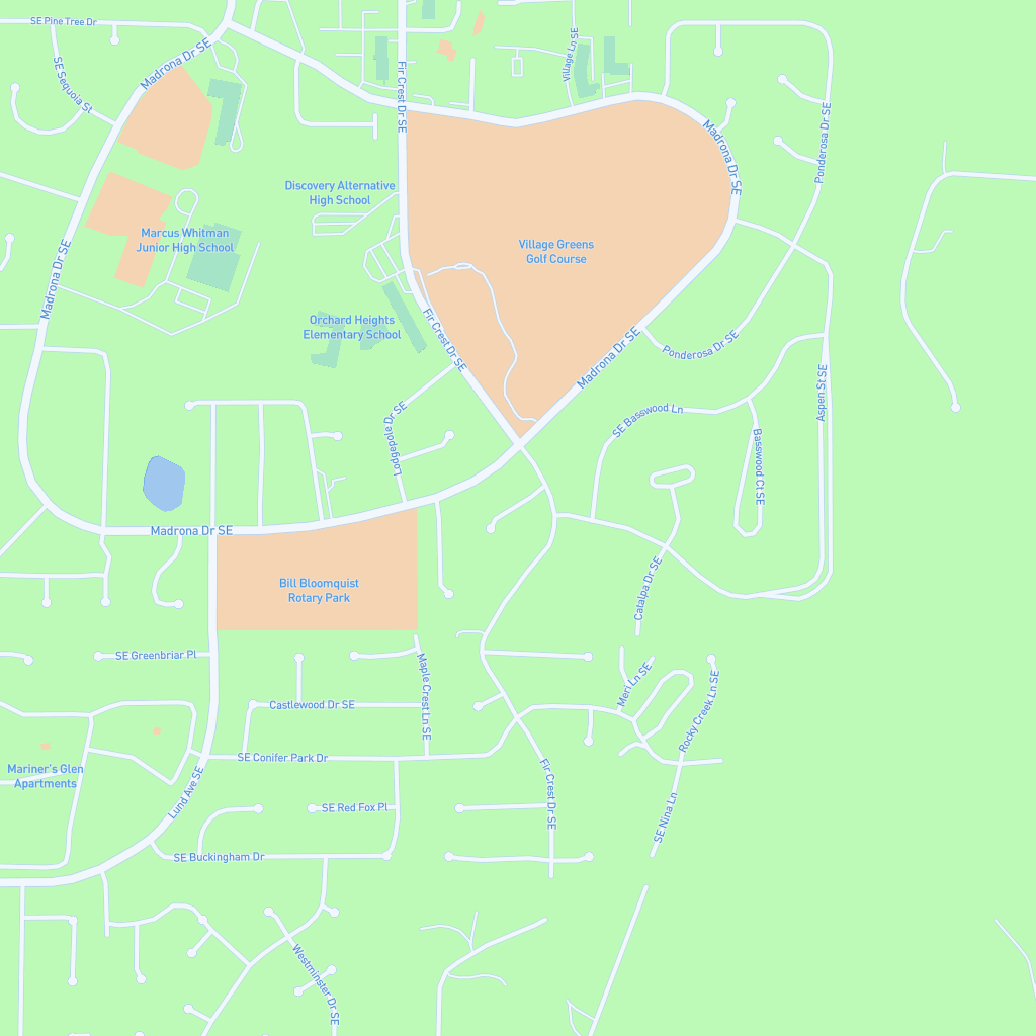 SE Pine Tree Dr
Madrona Dr SE
SE Sequoia St
Fir Crest Dr SE
Village Ln SE
Madrona Dr SE
Ponderosa Dr SE
Discovery Alternative
High School
Marcus Whitman
Junior High School
Village Greens
Golf Course
Madrona Dr SE
Orchard Heights
Elementary School
Fir Crest Dr SE
Madrona Dr SE
Ponderosa Dr SE
Aspen St SE
Lodgepole Dr SE
SE Basswood Ln
Basswood Ct SE
Madrona Dr SE
Bill Bloomquist
Rotary Park
Catalpa Dr SE
SE Greenbriar Pl
Maple Crest Ln SE
Meri Ln SE
Rocky Creek Ln SE
Castlewood Dr SE
SE Conifer Park Dr
Mariner's Glen
Apartments
Lund Ave SE
SE Red Fox Pl
Fir Crest Dr SE
SE Nina Ln
SE Buckingham Dr
Westminster Dr SE